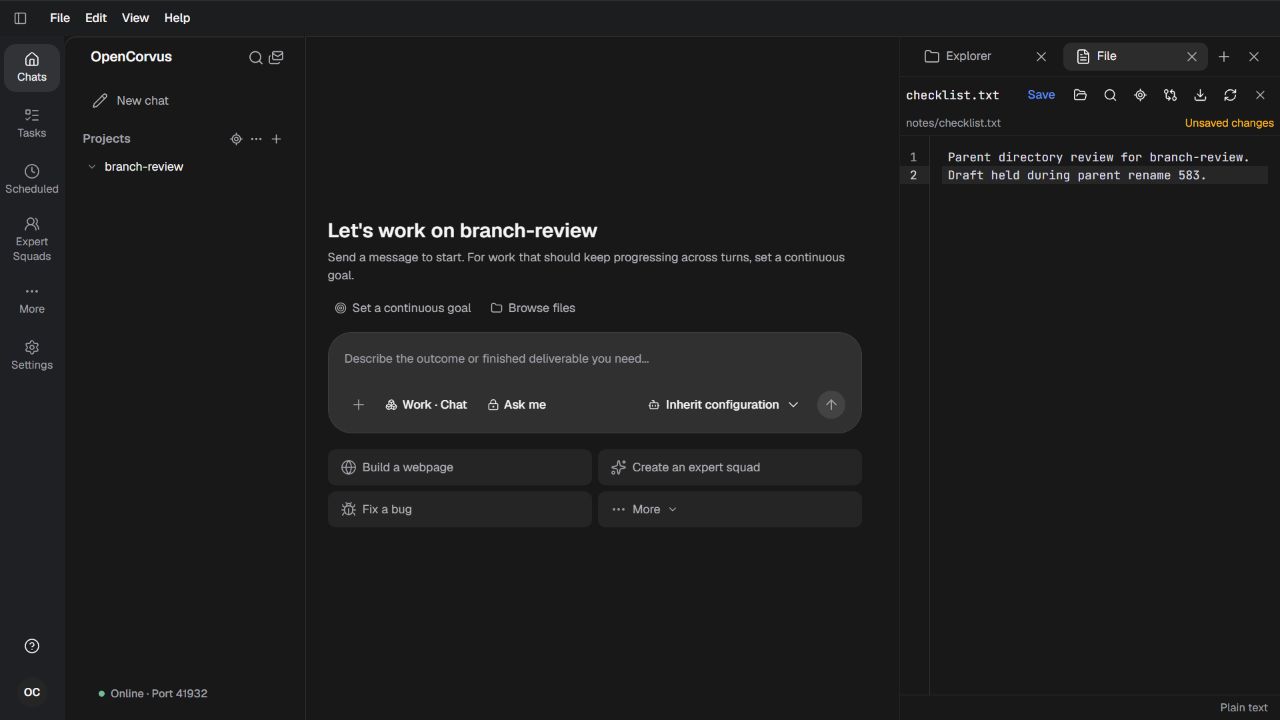 File Edit View Help
Chats
Tasks
Scheduled
Expert
Squads
More
Settings
OC
OpenCorvus
New chat
Projects
branch-review
Online · Port 41932
Let's work on branch-review
Send a message to start. For work that should keep progressing across turns, set a continuous
goal.
Set a continuous goal Browse files
Describe the outcome or finished deliverable you need...
Work · Chat Ask me Inherit configuration
Build a webpage Create an expert squad
Fix a bug More
Explorer File
checklist.txt Save
notes/checklist.txt Unsaved changes
1 Parent directory review for branch-review.
2 Draft held during parent rename 583.
Plain text